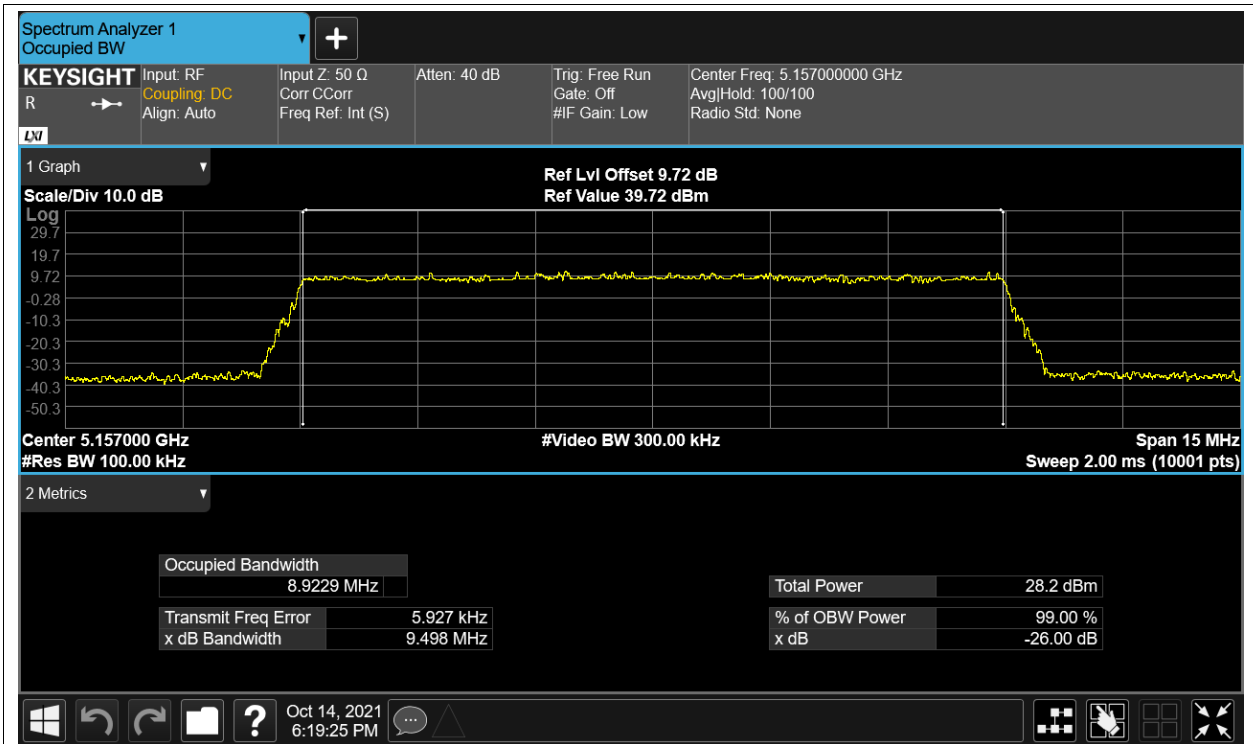 Spectrum Analyzer 1
Occupied BW
KEYSIGHT Input: RF Input Z: 50 Ω Atten: 40 dB Trig: Free Run Center Freq: 5.157000000 GHz
R Coupling: DC Corr CCorr Gate: Off Avg|Hold: 100/100
Align: Auto Freq Ref: Int (S) #IF Gain: Low Radio Std: None
LXI
1 Graph
Ref Lvl Offset 9.72 dB
Scale/Div 10.0 dB Ref Value 39.72 dBm
Log
29.7
19.7
9.72
-0.28
-10.3
-20.3
-30.3
-40.3
-50.3
Center 5.157000 GHz #Video BW 300.00 kHz Span 15 MHz
#Res BW 100.00 kHz Sweep 2.00 ms (10001 pts)
2 Metrics
Occupied Bandwidth
8.9229 MHz Total Power 28.2 dBm
Transmit Freq Error 5.927 kHz % of OBW Power 99.00 %
x dB Bandwidth 9.498 MHz x dB -26.00 dB
? Oct 14, 2021
6:19:25 PM